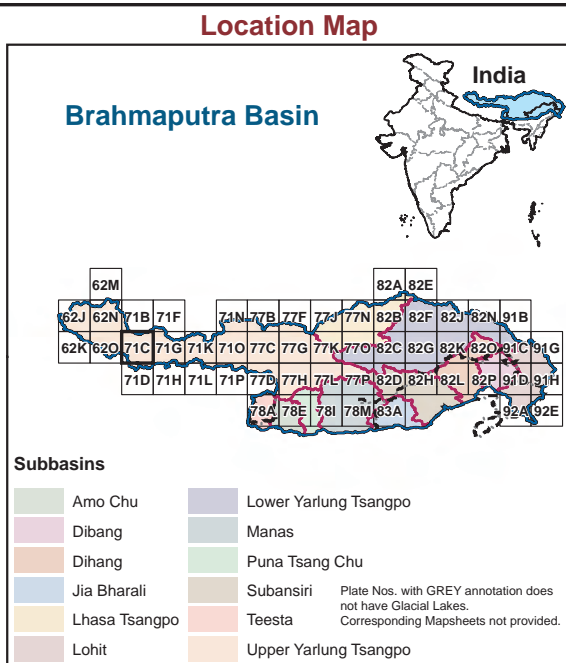 Location Map
India
Brahmaputra Basin
62M 82A 82E
62J 62N 71B 71F 71N 77B 77F 77J 77N 82B 82F 82J 82N 91B
62K 62O 71C 71G 71K 71O 77C 77G 77K 77O 82C 82G 82K 82O 91C 91G
71D 71H 71L 71P 77D 77H 77L 77P 82D 82H 82L 82P 91D 91H
78A 78E 78I 78M 83A 92A 92E
Subbasins
Amo Chu
Dibang
Dihang
Jia Bharali
Lhasa Tsangpo
Lohit
Lower Yarlung Tsangpo
Manas
Puna Tsang Chu
Subansiri
Teesta
Upper Yarlung Tsangpo
Plate Nos. with GREY annotation does
not have Glacial Lakes.
Corresponding Mapsheets not provided.